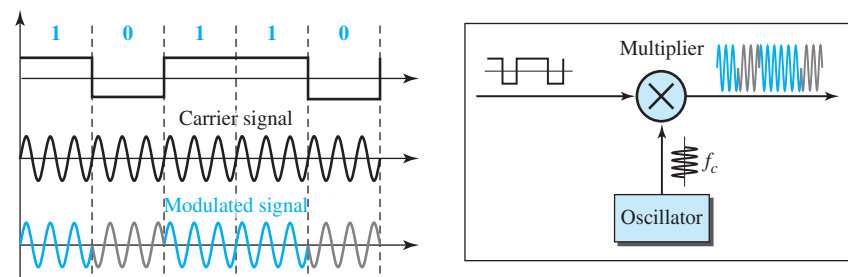 1 0 1 1 0
Carrier signal
Modulated signal
Multiplier
f_c
Oscillator